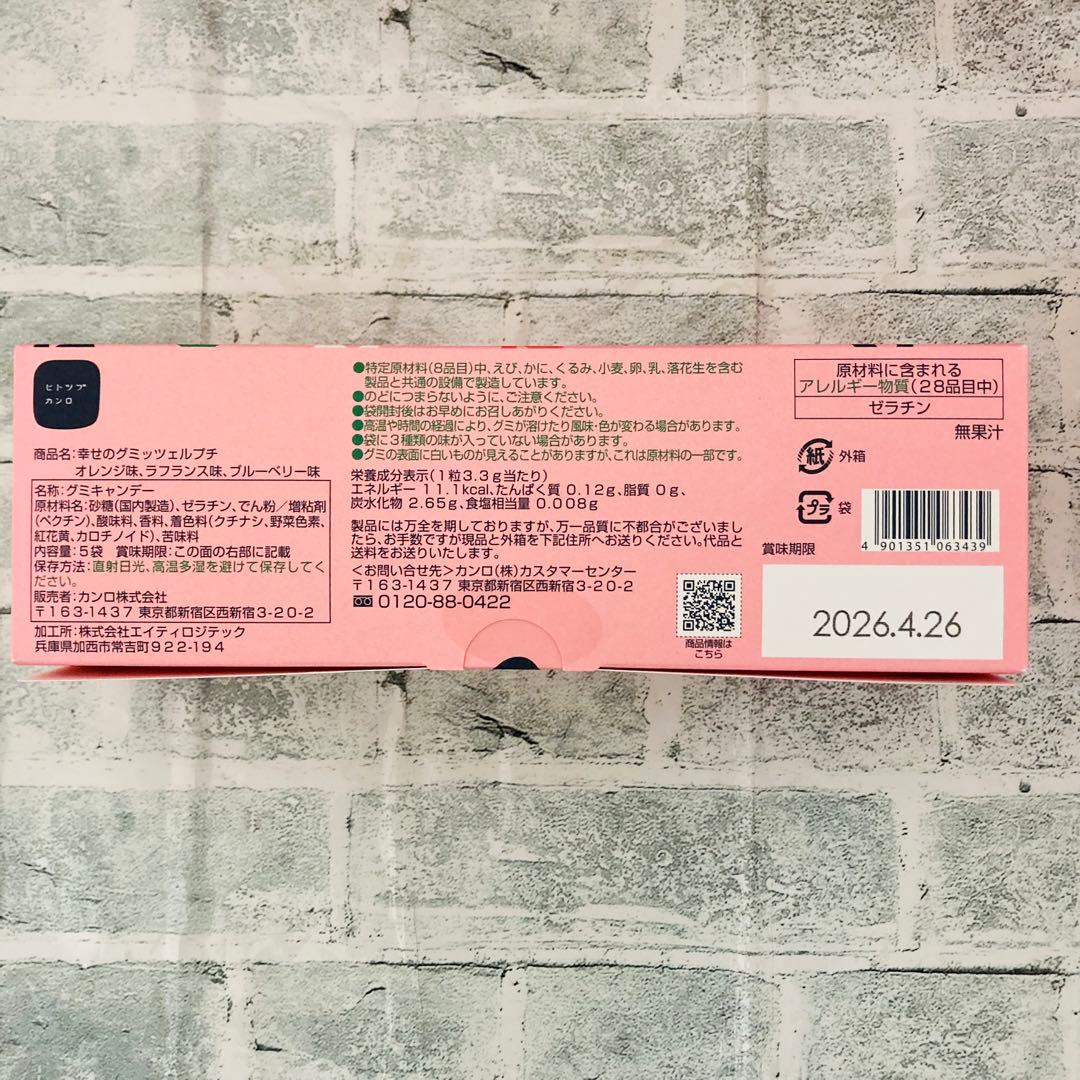 ヒトツブ
カンロ
商品名:幸せのグミッツェルプチ
オレンジ味、ラフランス味、ブルーベリー味
名称:グミキャンデー
原材料名:砂糖(国内製造)、ゼラチン、でん粉/増粘剤
(ペクチン)、酸味料、香料、着色料(クチナシ、野菜色素、
紅花黄、カロチノイド)、苦味料
内容量:5袋 賞味期限:この面の右部に記載
保存方法:直射日光、高温多湿を避けて保存してく
ださい。
販売者:カンロ株式会社
〒163-1437 東京都新宿区西新宿3-20-2
加工所:株式会社エイティロジテック
兵庫県加西市常吉町922-194
●特定原材料(8品目)中、えび、かに、くるみ、小麦、卵、乳、落花生を含む
製品と共通の設備で製造しています。
●のどにつまらないように、ご注意ください。
●袋開封後はお早めにお召しあがりください。
●高温や時間の経過により、グミが溶けたり風味・色が変わる場合があります。
●袋に3種類の味が入っていない場合があります。
●グミの表面に白いものが見えることがありますが、これは原材料の一部です。
栄養成分表示(1粒3.3g当たり)
エネルギー 11.1kcal、たんぱく質 0.12g、脂質 0g、
炭水化物 2.65g、食塩相当量 0.008g
製品には万全を期しておりますが、万一品質に不都合がございまし
たら、お手数ですが現品と外箱を下記住所へお送りください。代品と
送料をお送りいたします。
<お問い合せ先>カンロ(株)カスタマーセンター
〒163-1437 東京都新宿区西新宿3-20-2
0120-88-0422
商品情報は
こちら
原材料に含まれる
アレルギー物質(28品目中)
ゼラチン
無果汁
紙 外箱
プラ 袋
4 901351 063439
賞味期限
2026.4.26